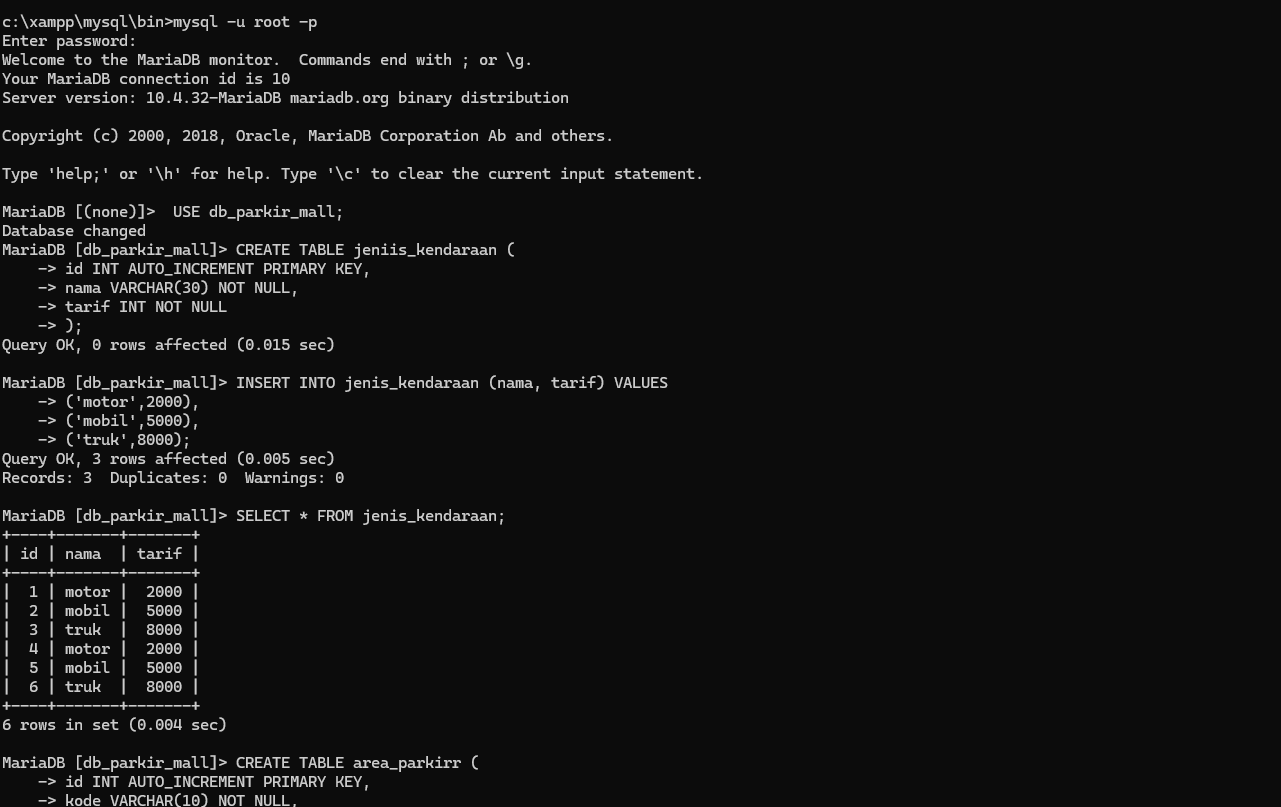 c:\xampp\mysql\bin>mysql -u root -p
Enter password:
Welcome to the MariaDB monitor.  Commands end with ; or \g.
Your MariaDB connection id is 10
Server version: 10.4.32-MariaDB mariadb.org binary distribution

Copyright (c) 2000, 2018, Oracle, MariaDB Corporation Ab and others.

Type 'help;' or '\h' for help. Type '\c' to clear the current input statement.

MariaDB [(none)]>  USE db_parkir_mall;
Database changed
MariaDB [db_parkir_mall]> CREATE TABLE jeniis_kendaraan (
    -> id INT AUTO_INCREMENT PRIMARY KEY,
    -> nama VARCHAR(30) NOT NULL,
    -> tarif INT NOT NULL
    -> );
Query OK, 0 rows affected (0.015 sec)

MariaDB [db_parkir_mall]> INSERT INTO jenis_kendaraan (nama, tarif) VALUES
    -> ('motor',2000),
    -> ('mobil',5000),
    -> ('truk',8000);
Query OK, 3 rows affected (0.005 sec)
Records: 3  Duplicates: 0  Warnings: 0

MariaDB [db_parkir_mall]> SELECT * FROM jenis_kendaraan;
+----+-------+-------+
| id | nama  | tarif |
+----+-------+-------+
|  1 | motor |  2000 |
|  2 | mobil |  5000 |
|  3 | truk  |  8000 |
|  4 | motor |  2000 |
|  5 | mobil |  5000 |
|  6 | truk  |  8000 |
+----+-------+-------+
6 rows in set (0.004 sec)

MariaDB [db_parkir_mall]> CREATE TABLE area_parkirr (
    -> id INT AUTO_INCREMENT PRIMARY KEY,
    -> kode VARCHAR(10) NOT NULL,